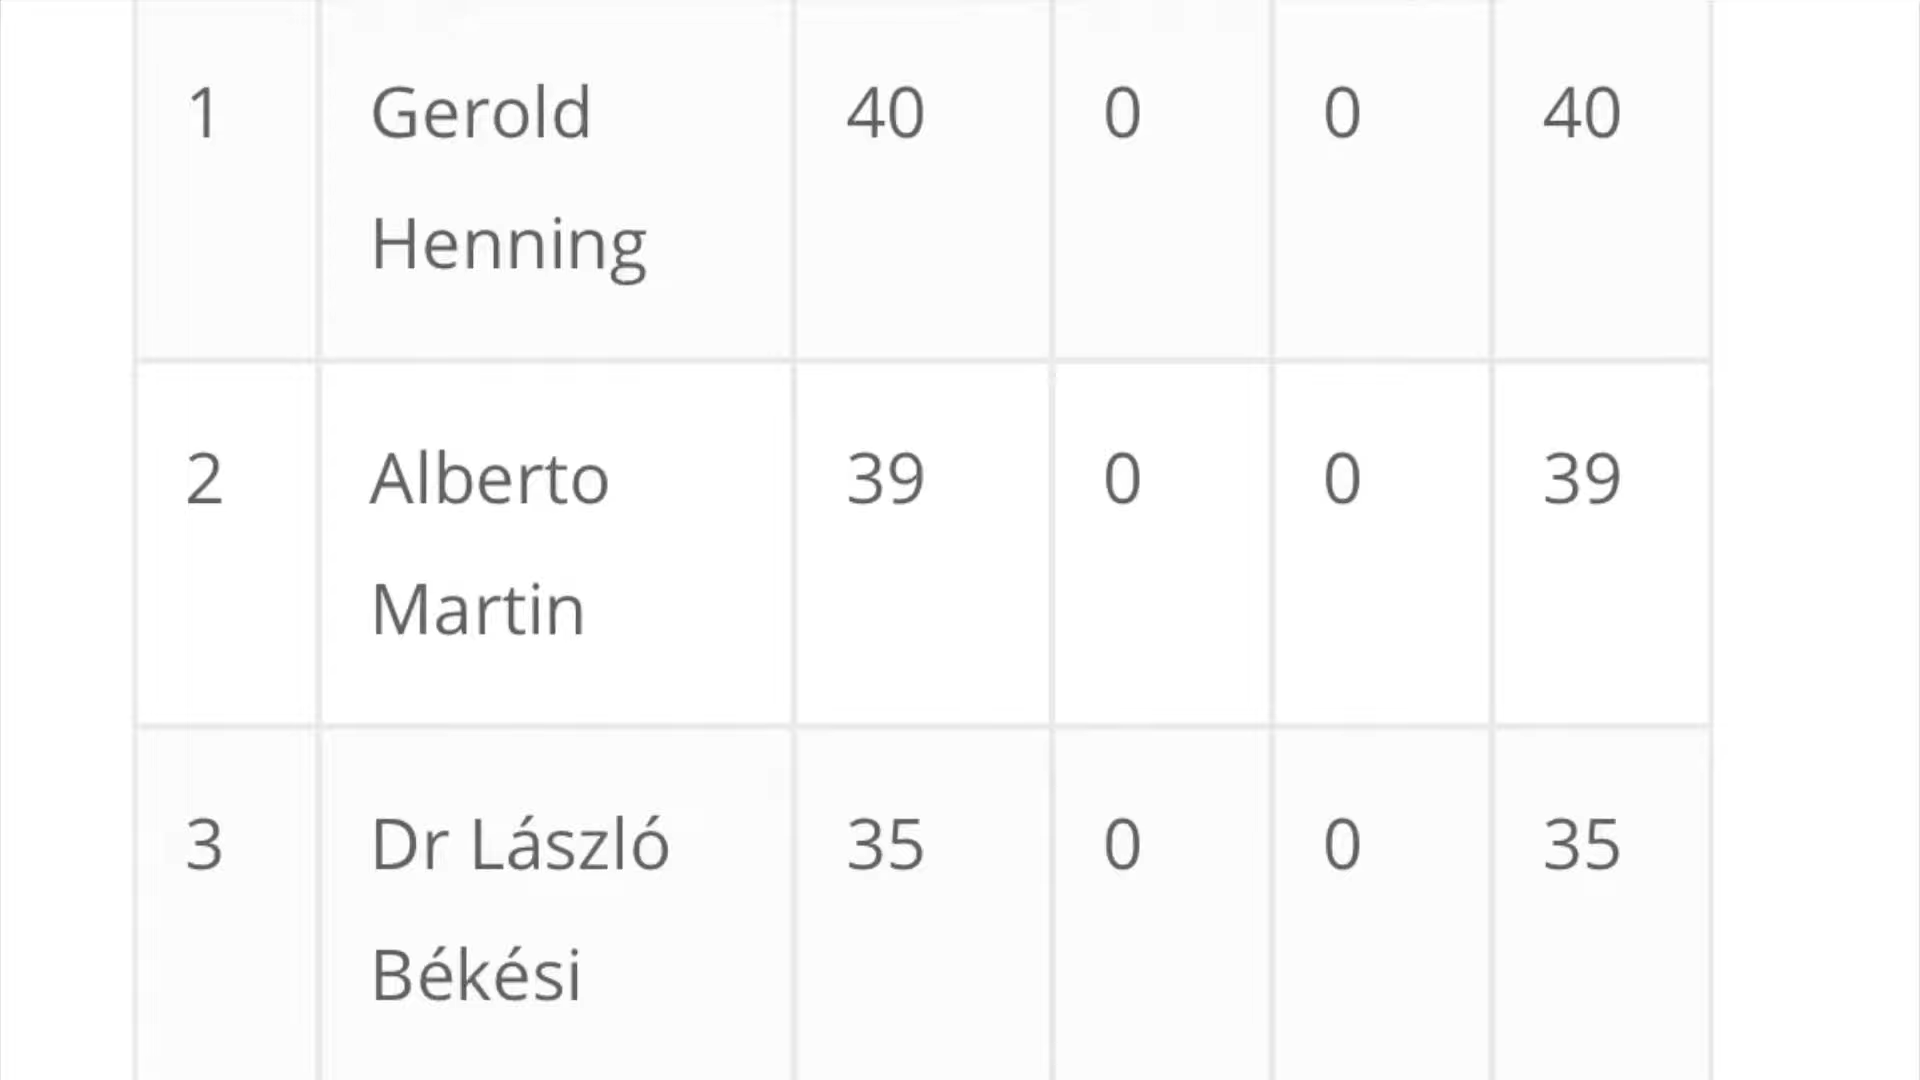 1 Gerold 40 0 0 40
Henning
2 Alberto 39 0 0 39
Martin
3 Dr László 35 0 0 35
Békési